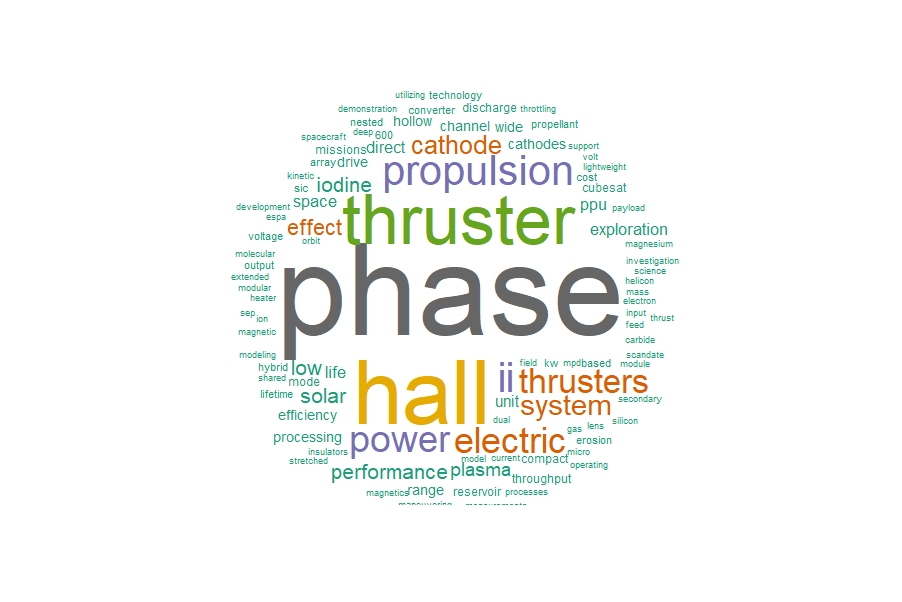 utilizing technology
demonstration converter discharge throttling
nested hollow channel wide propellant
spacecraft deep 600
missions direct cathode cathodes support
array drive propulsion volt
lightweight
kinetic iodine cost
sic cubesat
space thruster ppu payload
development
espa effect exploration
voltage orbit magnesium
molecular phase investigation
output science
extended helicon
modular mass
heater electron
sep ion input thrust
magnetic feed
carbide
modeling scandate
hybrid low life hall ii field kw mpd based module
shared mode thrusters
lifetime solar unit system secondary
efficiency dual gas lens silicon
processing power electric erosion
insulators micro
stretched model current compact operating
performance plasma throughput
magnetics range reservoir processes
maneuvering measurements